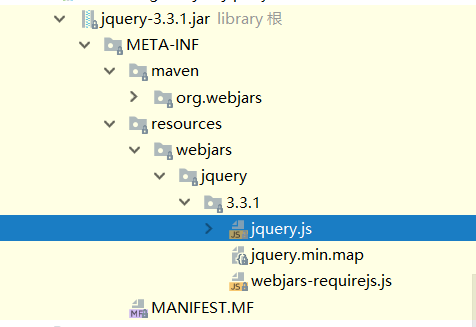 jquery-3.3.1.jar library 根
META-INF
maven
org.webjars
resources
webjars
jquery
3.3.1
jquery.js
jquery.min.map
webjars-requirejs.js
MANIFEST.MF